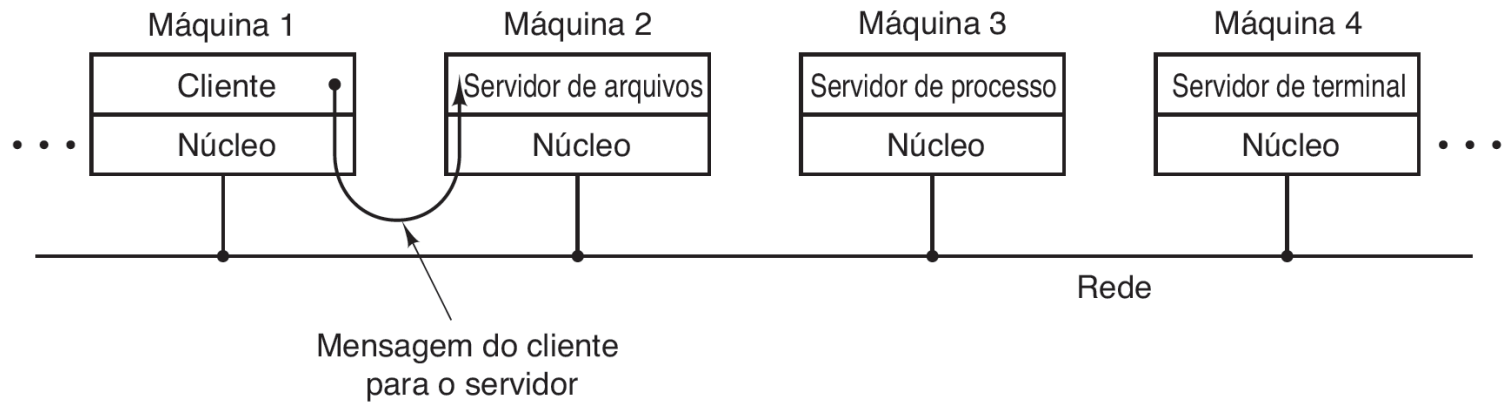 Máquina 1
Máquina 2
Máquina 3
Máquina 4
Cliente
Servidor de arquivos
Servidor de processo
Servidor de terminal
Núcleo
Núcleo
Núcleo
Núcleo
Rede
Mensagem do cliente
para o servidor